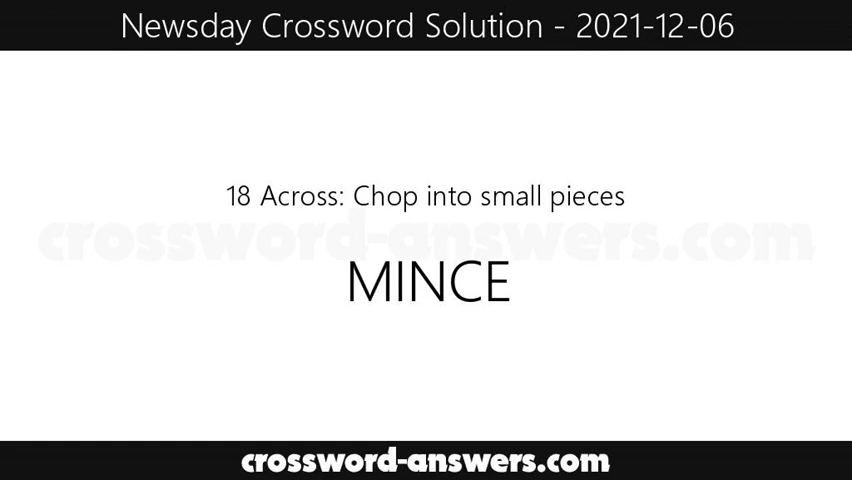 Newsday Crossword Solution - 2021-12-06
18 Across: Chop into small pieces
crossword-answers.com
MINCE
crossword-answers.com